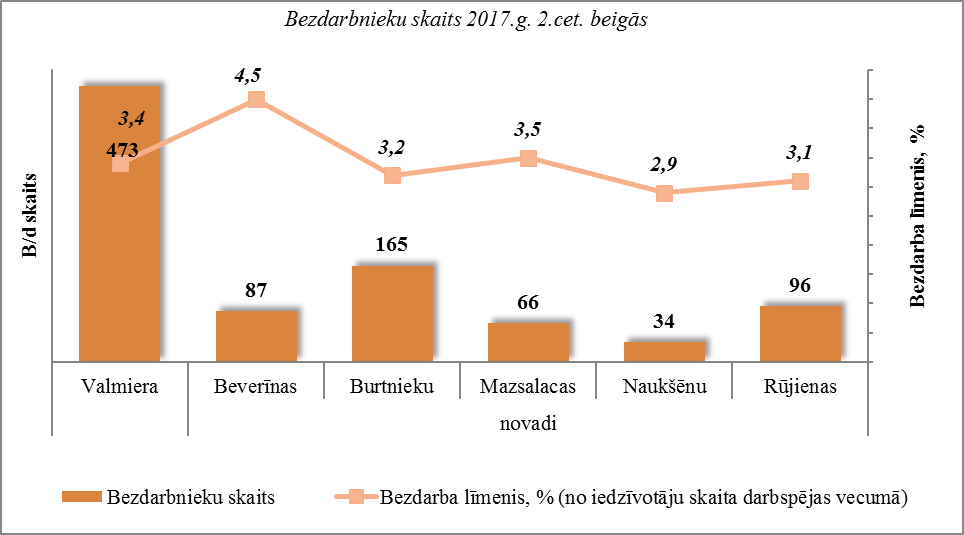 Bezdarbnieku skaits 2017.g. 2.cet. beigās
B/d skaits
Bezdarba līmenis, %
3,4
4,5
3,2
3,5
2,9
3,1
473
87
165
66
34
96
Valmiera
Beverīnas
Burtnieku
Mazsalacas
Naukšēnu
Rūjienas
novadi
Bezdarbnieku skaits
Bezdarba līmenis, % (no iedzīvotāju skaita darbspējas vecumā)